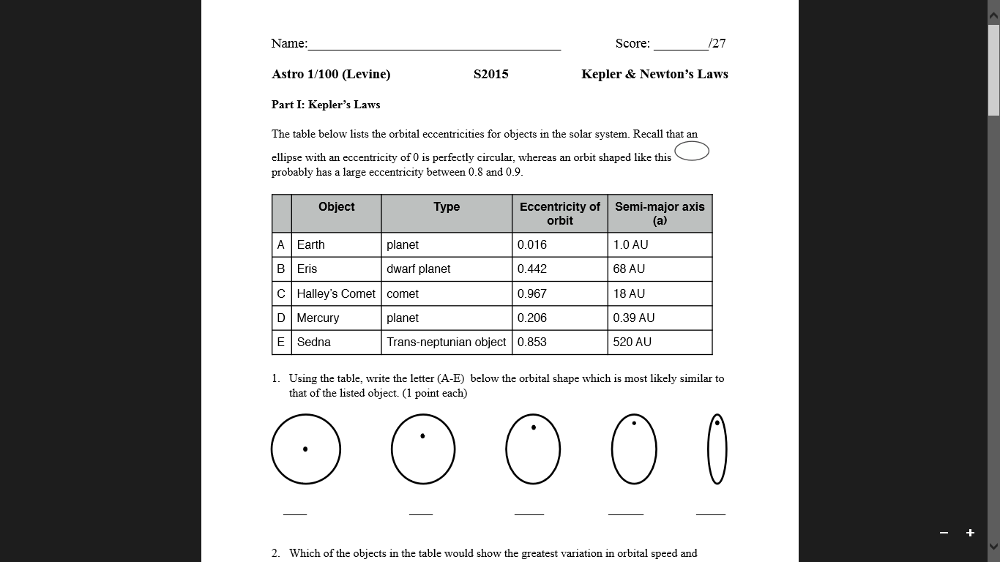 Name:______________________________________ Score: ________/27
Astro 1/100 (Levine) S2015 Kepler & Newton’s Laws
Part I: Kepler’s Laws
The table below lists the orbital eccentricities for objects in the solar system. Recall that an
ellipse with an eccentricity of 0 is perfectly circular, whereas an orbit shaped like this
probably has a large eccentricity between 0.8 and 0.9.
Object Type Eccentricity of orbit Semi-major axis (a)
A Earth planet 0.016 1.0 AU
B Eris dwarf planet 0.442 68 AU
C Halley’s Comet comet 0.967 18 AU
D Mercury planet 0.206 0.39 AU
E Sedna Trans-neptunian object 0.853 520 AU
1. Using the table, write the letter (A-E) below the orbital shape which is most likely similar to
that of the listed object. (1 point each)
____ ____ _____ ______ _____
2. Which of the objects in the table would show the greatest variation in orbital speed and